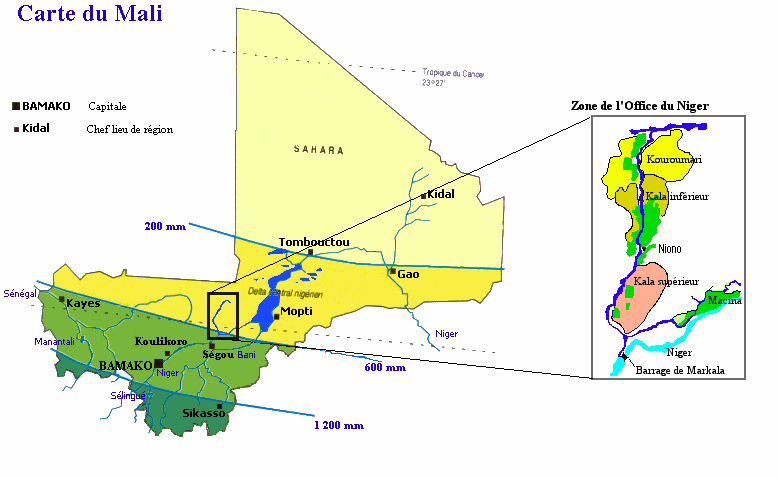 Carte du Mali
Tropique du Cancer
23°27'
BAMAKO Capitale
Kidal Chef lieu de région
Zone de l'Office du Niger
SAHARA
Kouroumari
Kidal
Kala inférieur
200 mm
Tombouctou
Niono
Gao
Kala supérieur
Sénégal
Delta central nigérien
Kayes
Macina
Mopti
Niger
Manantali
Koulikoro
Ségou
Bani
Niger
BAMAKO
Niger
600 mm
Barrage de Markala
Sélingué
Sikasso
1 200 mm